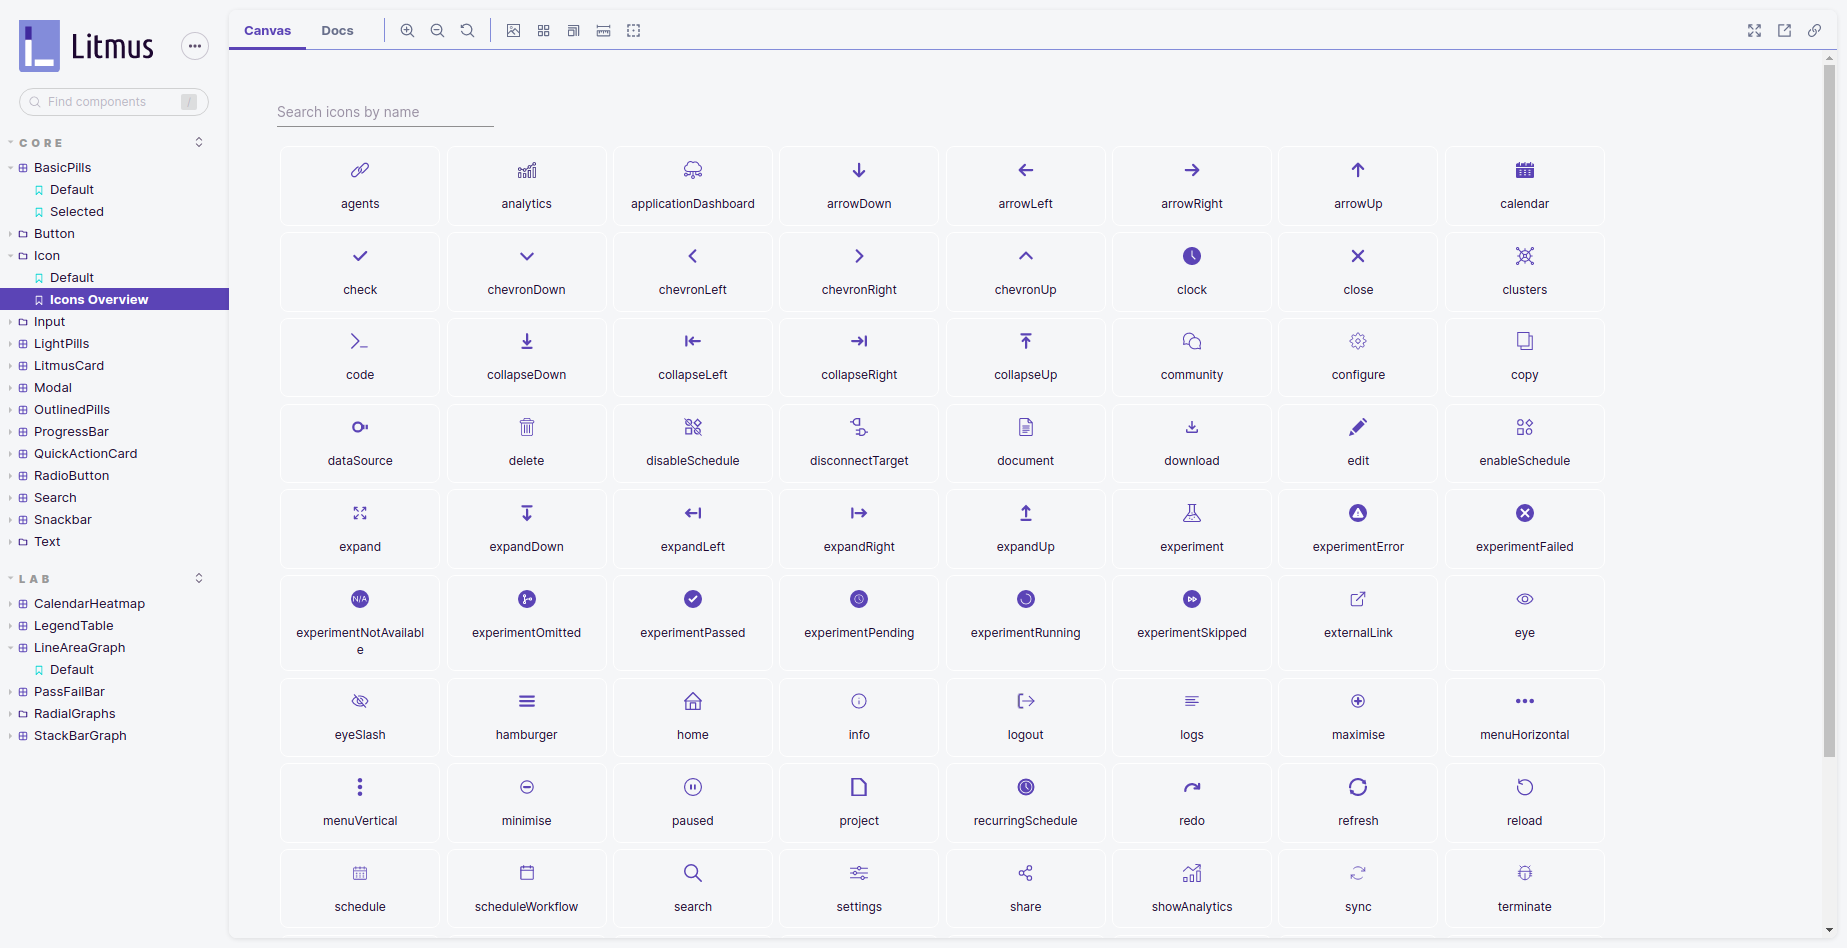 Litmus
Find components /
CORE
BasicPills
Default
Selected
Button
Icon
Default
Icons Overview
Input
LightPills
LitmusCard
Modal
OutlinedPills
ProgressBar
QuickActionCard
RadioButton
Search
Snackbar
Text
LAB
CalendarHeatmap
LegendTable
LineAreaGraph
Default
PassFailBar
RadialGraphs
StackBarGraph
Canvas Docs
Search icons by name
agents analytics applicationDashboard arrowDown arrowLeft arrowRight arrowUp calendar
check chevronDown chevronLeft chevronRight chevronUp clock close clusters
code collapseDown collapseLeft collapseRight collapseUp community configure copy
dataSource delete disableSchedule disconnectTarget document download edit enableSchedule
expand expandDown expandLeft expandRight expandUp experiment experimentError experimentFailed
N/A
experimentNotAvailabl experimentOmitted experimentPassed experimentPending experimentRunning experimentSkipped externalLink eye
e
eyeSlash hamburger home info logout logs maximise menuHorizontal
menuVertical minimise paused project recurringSchedule redo refresh reload
schedule scheduleWorkflow search settings share showAnalytics sync terminate